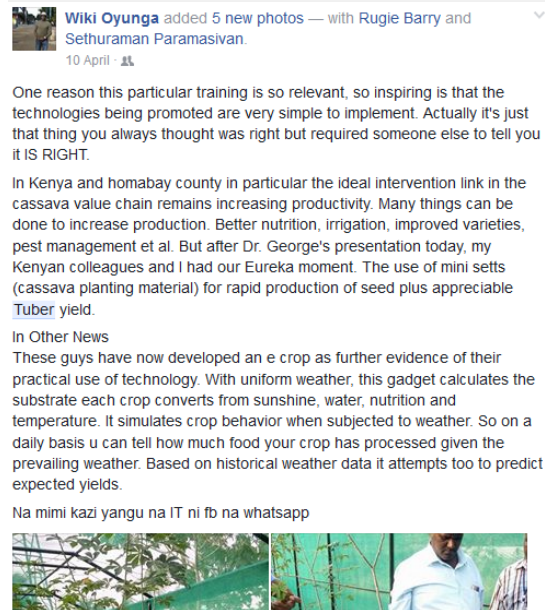 Wiki Oyunga added 5 new photos — with Rugie Barry and
Sethuraman Paramasivan.
10 April ·
One reason this particular training is so relevant, so inspiring is that the
technologies being promoted are very simple to implement. Actually it's just
that thing you always thought was right but required someone else to tell you
it IS RIGHT.
In Kenya and homabay county in particular the ideal intervention link in the
cassava value chain remains increasing productivity. Many things can be
done to increase production. Better nutrition, irrigation, improved varieties,
pest management et al. But after Dr. George's presentation today, my
Kenyan colleagues and I had our Eureka moment. The use of mini setts
(cassava planting material) for rapid production of seed plus appreciable
Tuber yield.
In Other News
These guys have now developed an e crop as further evidence of their
practical use of technology. With uniform weather, this gadget calculates the
substrate each crop converts from sunshine, water, nutrition and
temperature. It simulates crop behavior when subjected to weather. So on a
daily basis u can tell how much food your crop has processed given the
prevailing weather. Based on historical weather data it attempts too to predict
expected yields.
Na mimi kazi yangu na IT ni fb na whatsapp